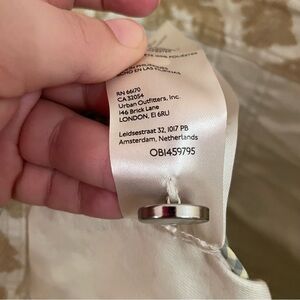 RN 66170
CA 32054
Urban Outfitters, Inc.
146 Brick Lane
LONDON, E1 6RU
Leidsestraat 32, 1017 PB
Amsterdam, Netherlands
OB1459795